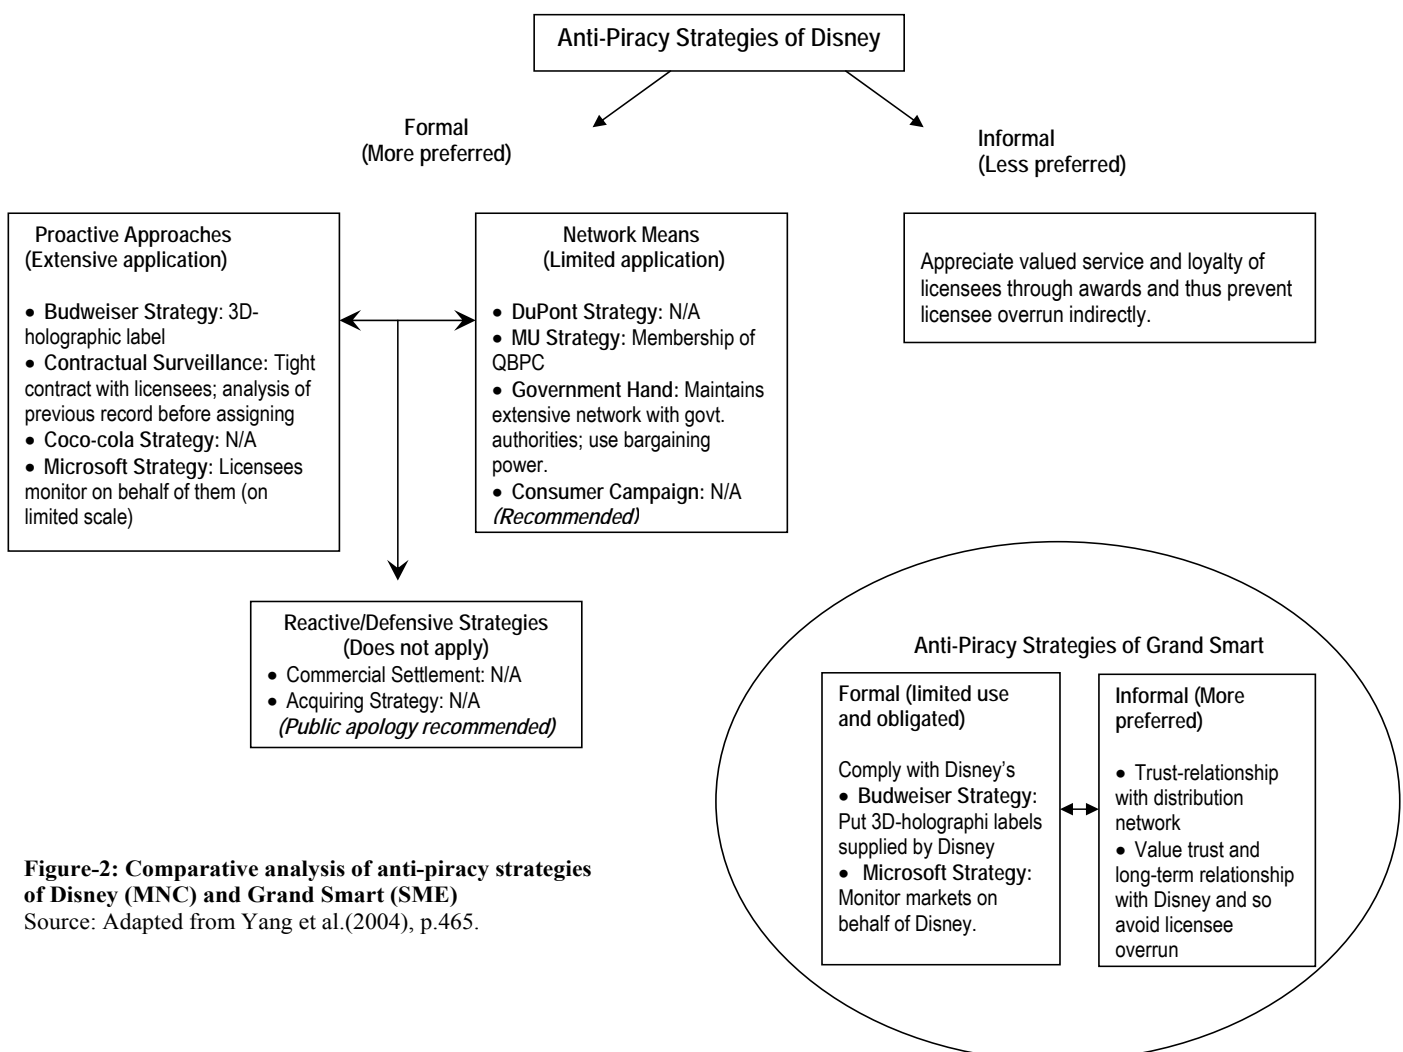 Anti-Piracy Strategies of Disney
Formal
(More preferred)
Informal
(Less preferred)
Proactive Approaches
(Extensive application)
• Budweiser Strategy: 3D-
holographic label
• Contractual Surveillance: Tight
contract with licensees; analysis of
previous record before assigning
• Coco-cola Strategy: N/A
• Microsoft Strategy: Licensees
monitor on behalf of them (on
limited scale)
Network Means
(Limited application)
• DuPont Strategy: N/A
• MU Strategy: Membership of
QBPC
• Government Hand: Maintains
extensive network with govt.
authorities; use bargaining
power.
• Consumer Campaign: N/A
(Recommended)
Appreciate valued service and loyalty of
licensees through awards and thus prevent
licensee overrun indirectly.
Reactive/Defensive Strategies
(Does not apply)
• Commercial Settlement: N/A
• Acquiring Strategy: N/A
(Public apology recommended)
Anti-Piracy Strategies of Grand Smart
Formal (limited use
and obligated)
Comply with Disney's
• Budweiser Strategy:
Put 3D-holographi labels
supplied by Disney
• Microsoft Strategy:
Monitor markets on
behalf of Disney.
Informal (More
preferred)
• Trust-relationship
with distribution
network
• Value trust and
long-term relationship
with Disney and so
avoid licensee
overrun
Figure-2: Comparative analysis of anti-piracy strategies
of Disney (MNC) and Grand Smart (SME)
Source: Adapted from Yang et al.(2004), p.465.